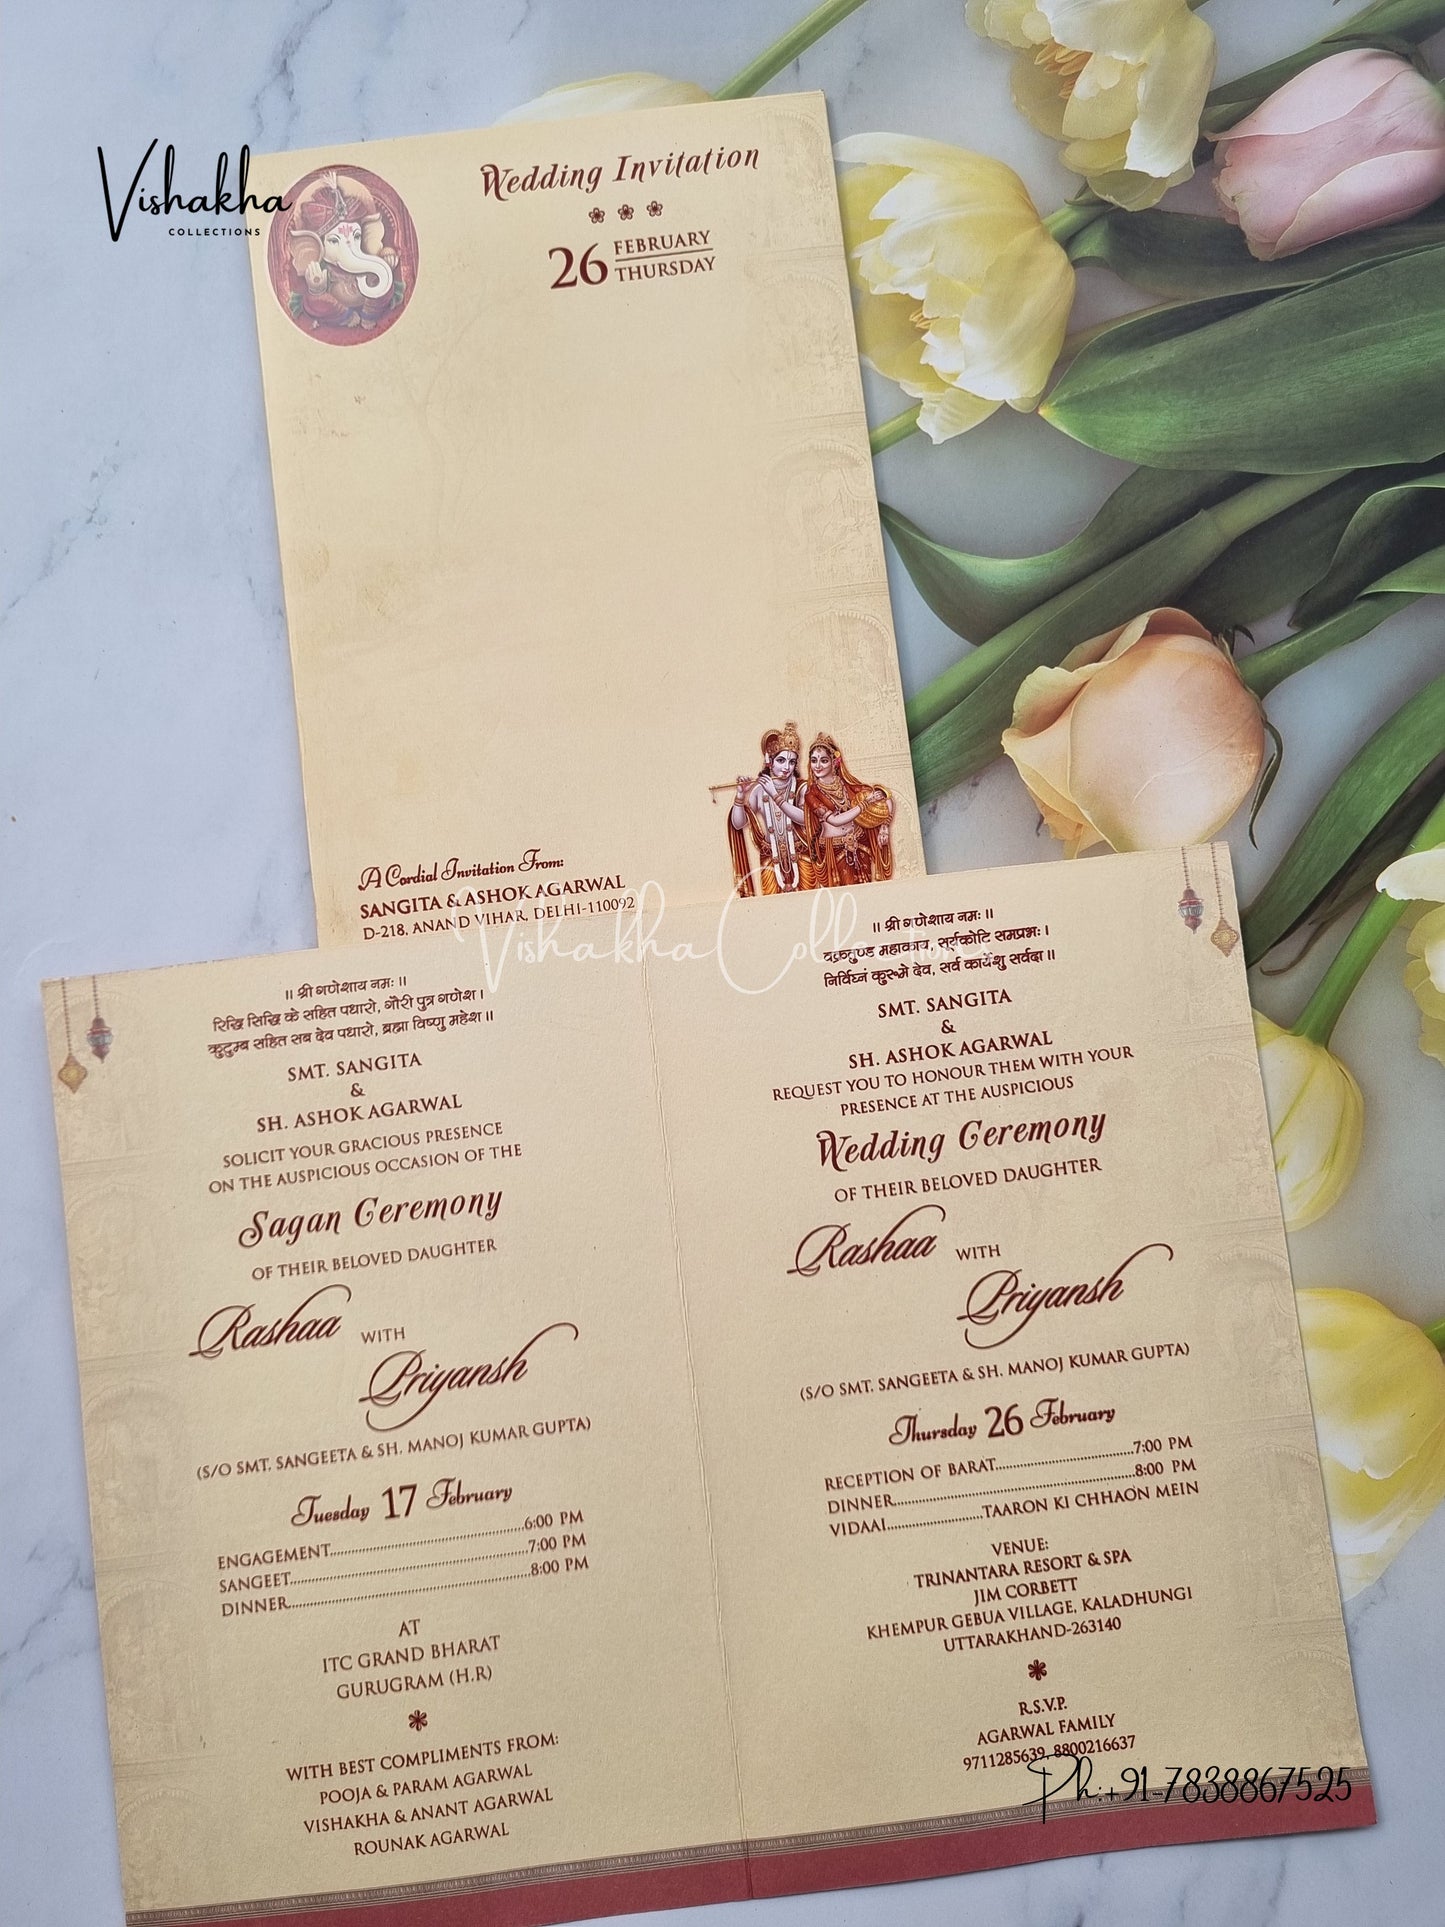 Vishakha
COLLECTIONS
Wedding Invitation
26 FEBRUARY
THURSDAY
A Cordial Invitation From:
SANGITA & ASHOK AGARWAL
D-218, ANAND VIHAR, DELHI-110092
Vishakha Collections
।। श्री गणेशाय नमः ।।
रिद्धि सिद्धि के सहित पधारो, गौरी पुत्र गणेश ।
कुटुम्ब सहित सब देव पधारो, ब्रह्मा विष्णु महेश ।।
SMT. SANGITA
&
SH. ASHOK AGARWAL
SOLICIT YOUR GRACIOUS PRESENCE
ON THE AUSPICIOUS OCCASION OF THE
Sagan Ceremony
OF THEIR BELOVED DAUGHTER
Rashaa WITH
Priyansh
(S/O SMT. SANGEETA & SH. MANOJ KUMAR GUPTA)
Tuesday 17 February
ENGAGEMENT..........................................6:00 PM
SANGEET..................................................7:00 PM
DINNER...................................................8:00 PM
AT
ITC GRAND BHARAT
GURUGRAM (H.R)
WITH BEST COMPLIMENTS FROM:
POOJA & PARAM AGARWAL
VISHAKHA & ANANT AGARWAL
ROUNAK AGARWAL
।। श्री गणेशाय नमः ।।
वक्रतुण्ड महाकाय, सूर्यकोटि समप्रभः ।
निर्विघ्नं कुरूमे देव, सर्व कार्येशु सर्वदा ।।
SMT. SANGITA
&
SH. ASHOK AGARWAL
REQUEST YOU TO HONOUR THEM WITH YOUR
PRESENCE AT THE AUSPICIOUS
Wedding Ceremony
OF THEIR BELOVED DAUGHTER
Rashaa WITH
Priyansh
(S/O SMT. SANGEETA & SH. MANOJ KUMAR GUPTA)
Thursday 26 February
RECEPTION OF BARAT..............................7:00 PM
DINNER...................................................8:00 PM
VIDAAI.....................TAARON KI CHHAON MEIN
VENUE:
TRINANTARA RESORT & SPA
JIM CORBETT
KHEMPUR GEBUA VILLAGE, KALADHUNGI
UTTARAKHAND-263140
R.S.V.P.
AGARWAL FAMILY
9711285639, 8800216637
Ph:+91-7838867525